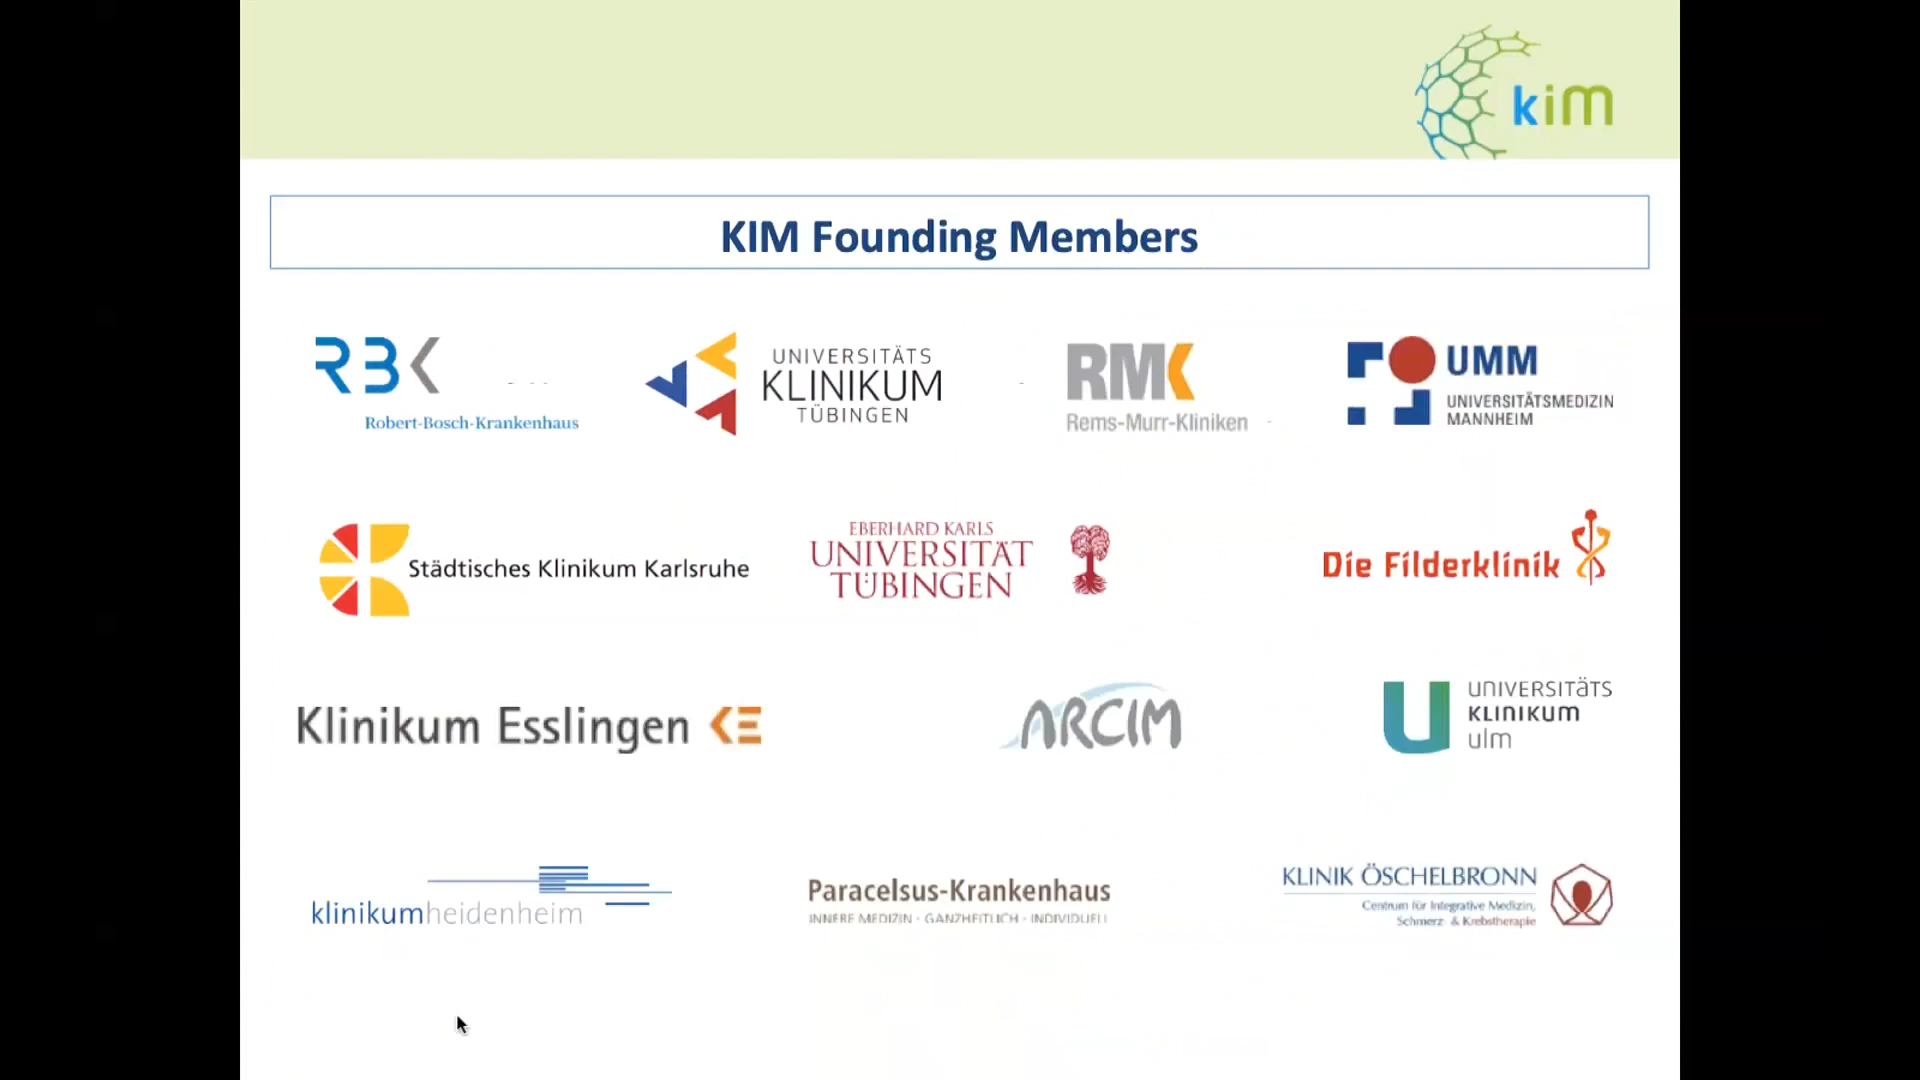 kim
KIM Founding Members
RBK
Robert-Bosch-Krankenhaus
UNIVERSITÄTS
KLINIKUM
TÜBINGEN
RMK
Rems-Murr-Kliniken
UMM
UNIVERSITÄTSMEDIZIN
MANNHEIM
Städtisches Klinikum Karlsruhe
EBERHARD KARLS
UNIVERSITÄT
TÜBINGEN
Die Filderklinik
Klinikum Esslingen KE
ARCIM
UNIVERSITÄTS
KLINIKUM
ulm
klinikumheidenheim
Paracelsus-Krankenhaus
INNERE MEDIZIN · GANZHEITLICH · INDIVIDUELL
KLINIK ÖSCHELBRONN
Centrum für Integrative Medizin,
Schmerz- & Krebstherapie